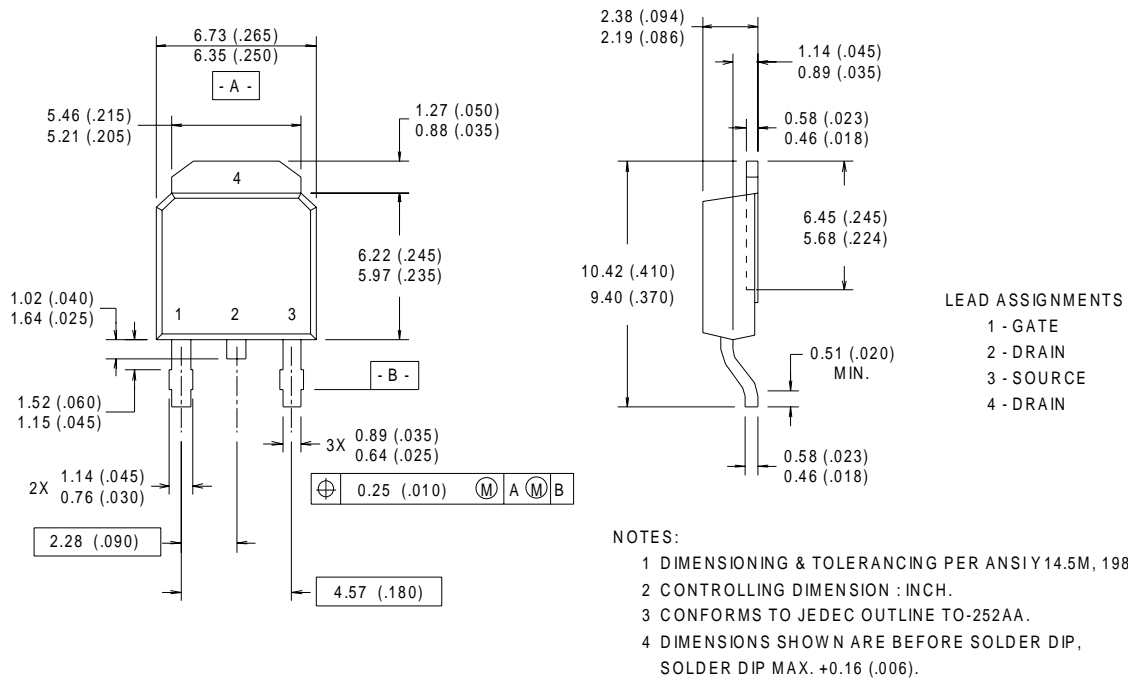 6.73 (.265)
6.35 (.250)
- A -
5.46 (.215)
5.21 (.205)
1.27 (.050)
0.88 (.035)
4
6.22 (.245)
5.97 (.235)
1.02 (.040)
1.64 (.025)
1 2 3
- B -
1.52 (.060)
1.15 (.045)
3X 0.89 (.035)
0.64 (.025)
2X 1.14 (.045)
0.76 (.030)
⌖ 0.25 (.010) Ⓜ A Ⓜ B
2.28 (.090)
4.57 (.180)
2.38 (.094)
2.19 (.086)
1.14 (.045)
0.89 (.035)
0.58 (.023)
0.46 (.018)
6.45 (.245)
5.68 (.224)
10.42 (.410)
9.40 (.370)
0.51 (.020)
MIN.
0.58 (.023)
0.46 (.018)
LEAD ASSIGNMENTS
1 - GATE
2 - DRAIN
3 - SOURCE
4 - DRAIN
NOTES:
1 DIMENSIONING & TOLERANCING PER ANSI Y14.5M, 198
2 CONTROLLING DIMENSION : INCH.
3 CONFORMS TO JEDEC OUTLINE TO-252AA.
4 DIMENSIONS SHOWN ARE BEFORE SOLDER DIP,
SOLDER DIP MAX. +0.16 (.006).